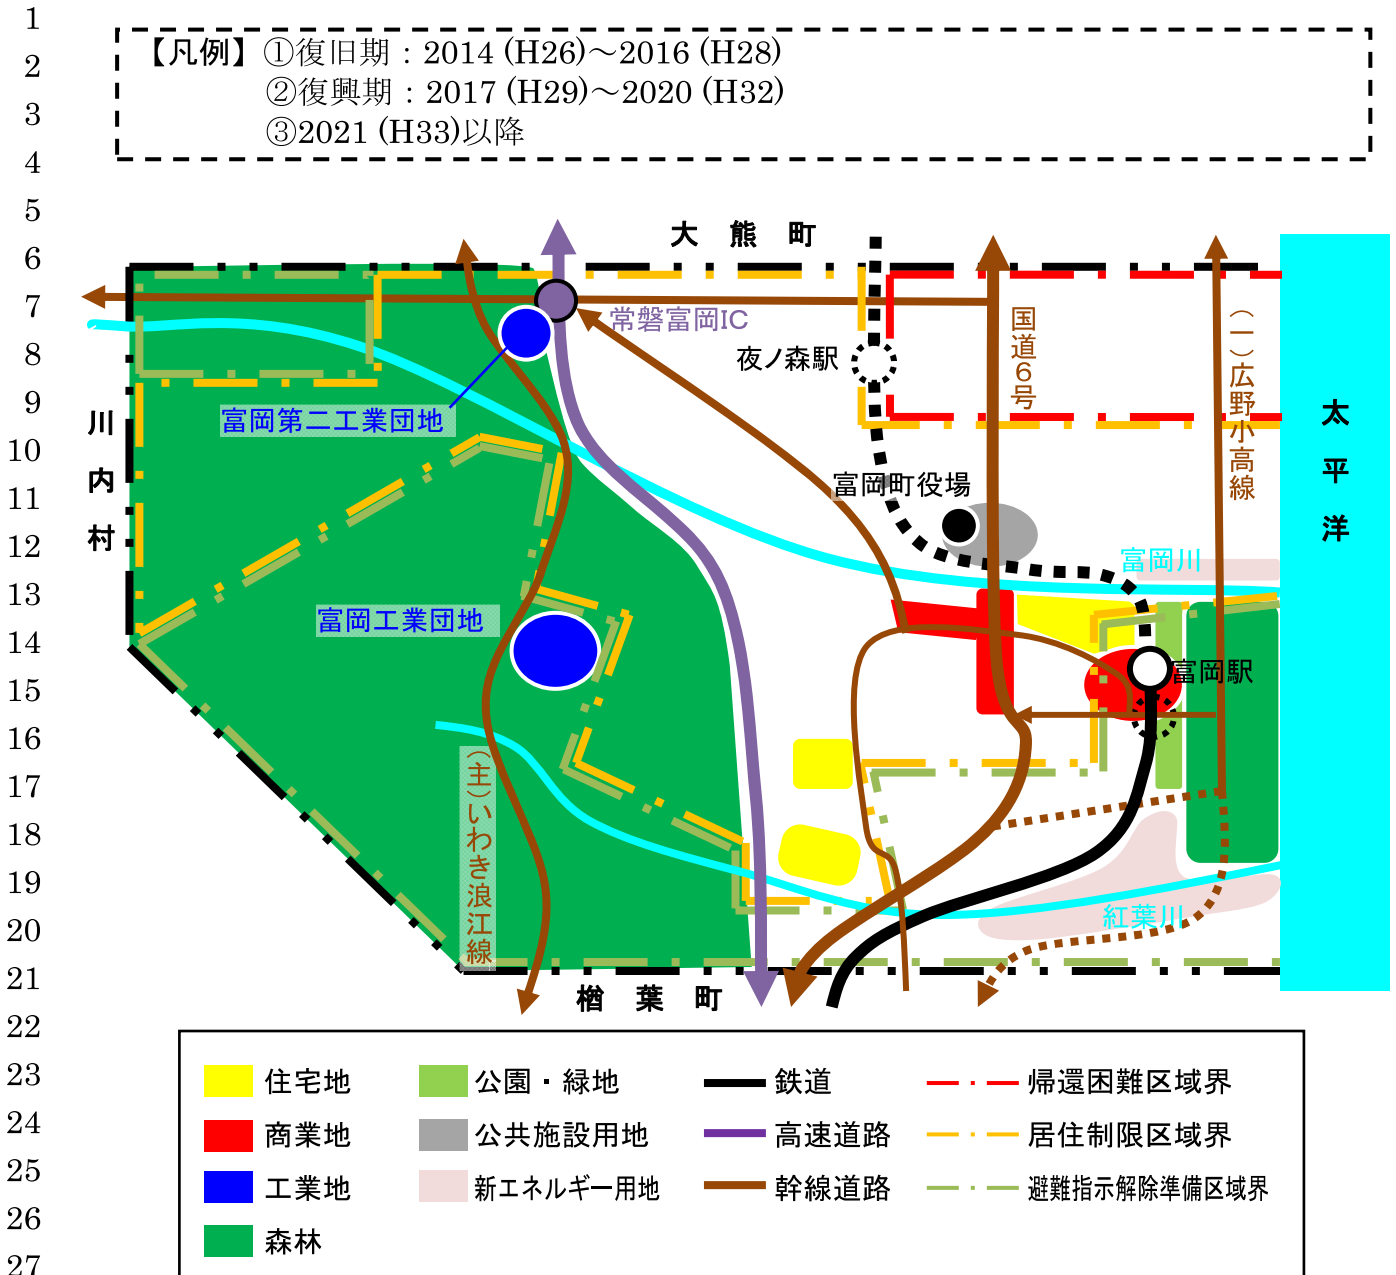 1
2
3
4
5
6
7
8
9
10
11
12
13
14
15
16
17
18
19
20
21
22
23
24
25
26
27
【凡例】①復旧期：2014 (H26)～2016 (H28)
②復興期：2017 (H29)～2020 (H32)
③2021 (H33)以降
大 熊 町
常磐富岡IC
夜ノ森駅
国道6号
（一）広野小高線
太平洋
川内村
富岡第二工業団地
富岡町役場
富岡川
富岡工業団地
富岡駅
（主）いわき浪江線
紅葉川
楢 葉 町
住宅地
公園・緑地
鉄道
帰還困難区域界
商業地
公共施設用地
高速道路
居住制限区域界
工業地
新エネルギー用地
幹線道路
避難指示解除準備区域界
森林